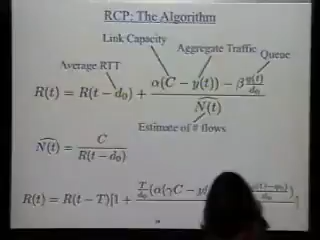 RCP: The Algorithm
Link Capacity
Aggregate Traffic
Queue
Average RTT
R(t) = R(t − d₀) + (α(C − y(t)) − β q(t)/d₀) / N̂(t)
Estimate of # flows
N̂(t) = C / R(t − d₀)
R(t) = R(t − T)[1 + T/d₀ (α(γC −